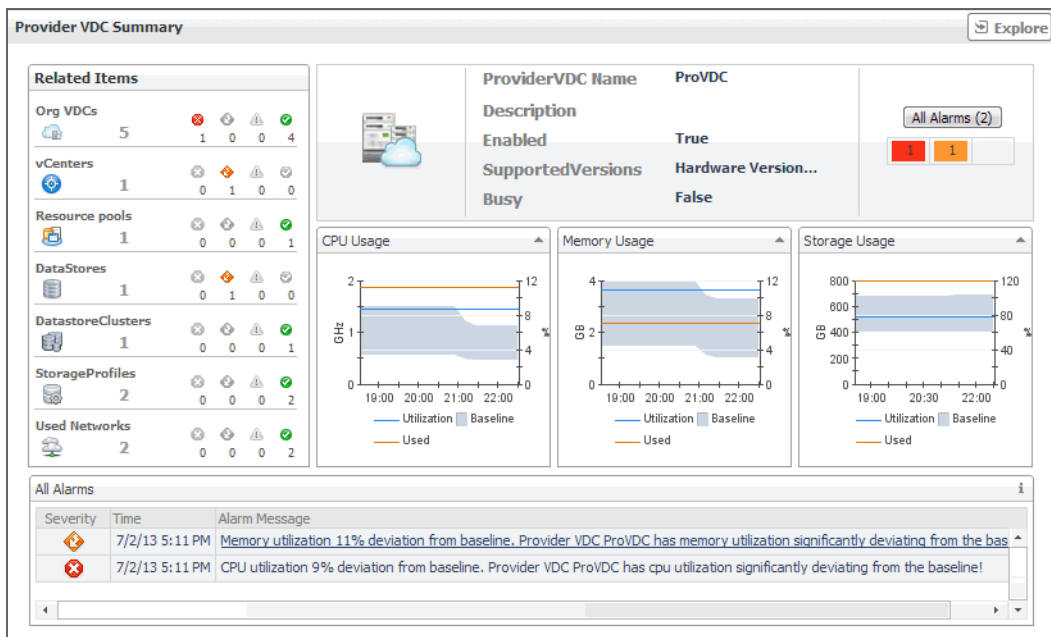 Provider VDC Summary
Explore
Related Items
Org VDCs
5
1 0 0 4
vCenters
1
0 1 0 0
Resource pools
1
0 0 0 1
DataStores
1
0 1 0 0
DatastoreClusters
1
0 0 0 1
StorageProfiles
2
0 0 0 2
Used Networks
2
0 0 0 2
ProviderVDC Name ProVDC
Description
Enabled True
SupportedVersions Hardware Version...
Busy False
All Alarms (2)
1 1
CPU Usage
2 12
8
GHz 1 %
4
0 0
19:00 20:00 21:00 22:00
Utilization Baseline
Used
Memory Usage
4 12
8
GB 2 %
4
0 0
19:00 20:00 21:00 22:00
Utilization Baseline
Used
Storage Usage
800 120
600
80
GB 400 %
40
200
0 0
19:00 20:30 22:00
Utilization Baseline
Used
All Alarms
i
Severity Time Alarm Message
7/2/13 5:11 PM Memory utilization 11% deviation from baseline. Provider VDC ProVDC has memory utilization significantly deviating from the bas
7/2/13 5:11 PM CPU utilization 9% deviation from baseline. Provider VDC ProVDC has cpu utilization significantly deviating from the baseline!